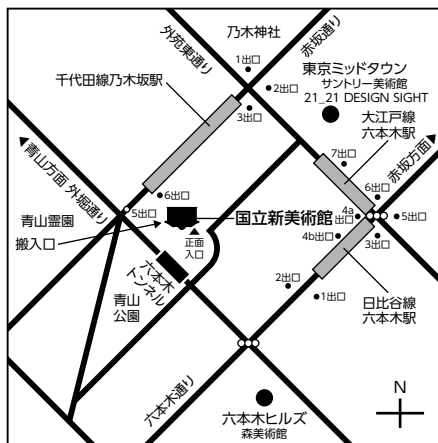 外苑東通り
乃木神社
赤坂通り
1出口
千代田線乃木坂駅
2出口
東京ミッドタウン
サントリー美術館
21_21 DESIGN SIGHT
3出口
大江戸線
六本木駅
赤坂方面
7出口
青山方面 外堀通り
6出口
6出口
5出口
国立新美術館
4a
出口
5出口
青山霊園
搬入口
正面
入口
4b出口
3出口
六本木
トンネル
青山
公園
2出口
1出口
日比谷線
六本木駅
六本木通り
六本木ヒルズ
森美術館
N